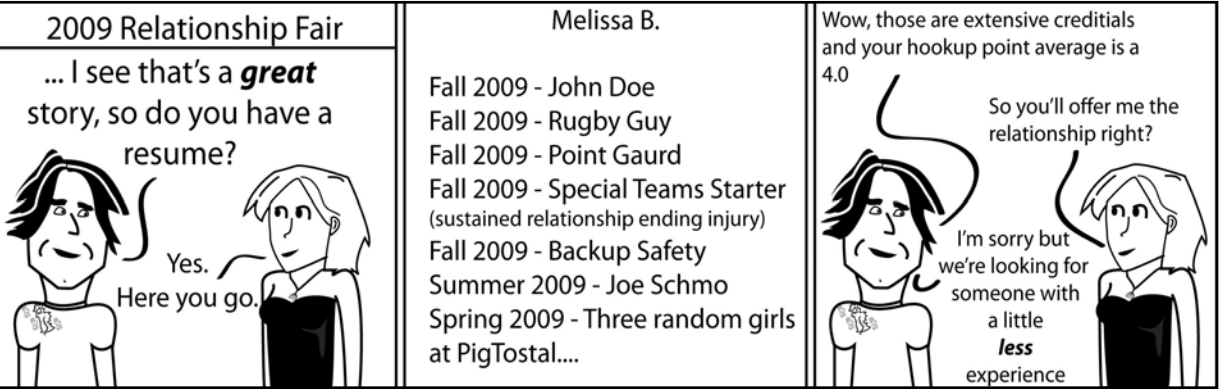 2009 Relationship Fair
... I see that's a great
story, so do you have a
resume?
Yes.
Here you go.
Melissa B.
Fall 2009 - John Doe
Fall 2009 - Rugby Guy
Fall 2009 - Point Gaurd
Fall 2009 - Special Teams Starter
(sustained relationship ending injury)
Fall 2009 - Backup Safety
Summer 2009 - Joe Schmo
Spring 2009 - Three random girls
at PigTostal....
Wow, those are extensive creditials
and your hookup point average is a
4.0
So you'll offer me the
relationship right?
I'm sorry but
we're looking for
someone with
a little
less
experience